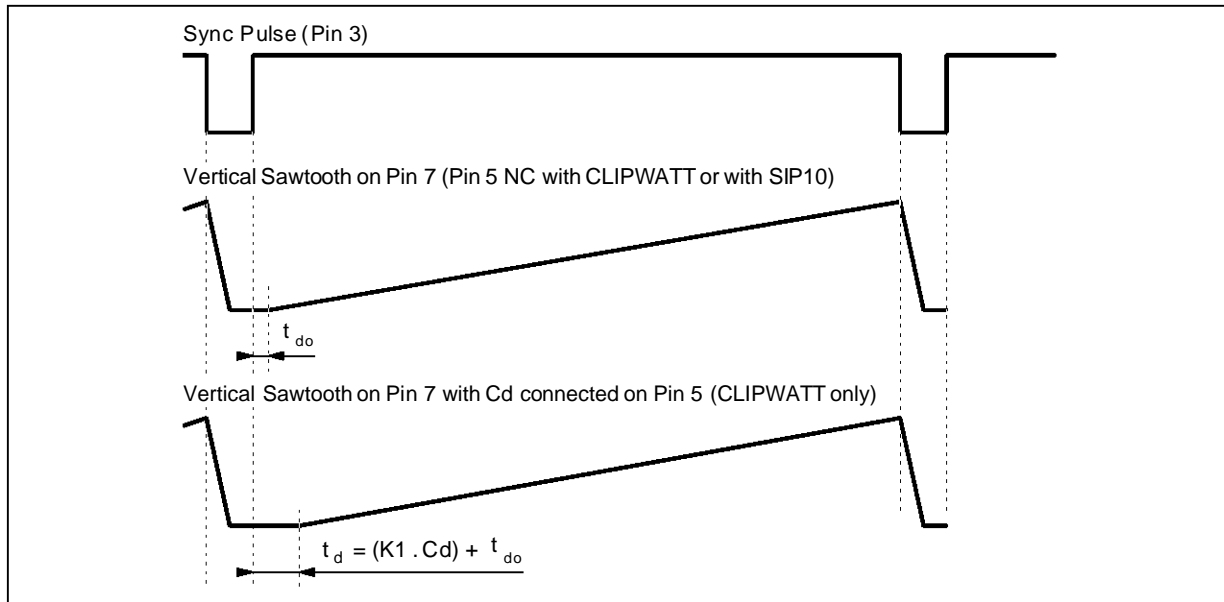 Sync Pulse (Pin 3)
Vertical Sawtooth on Pin 7 (Pin 5 NC with CLIPWATT or with SIP10)
t do
Vertical Sawtooth on Pin 7 with Cd connected on Pin 5 (CLIPWATT only)
t d = (K1 . Cd) + t do